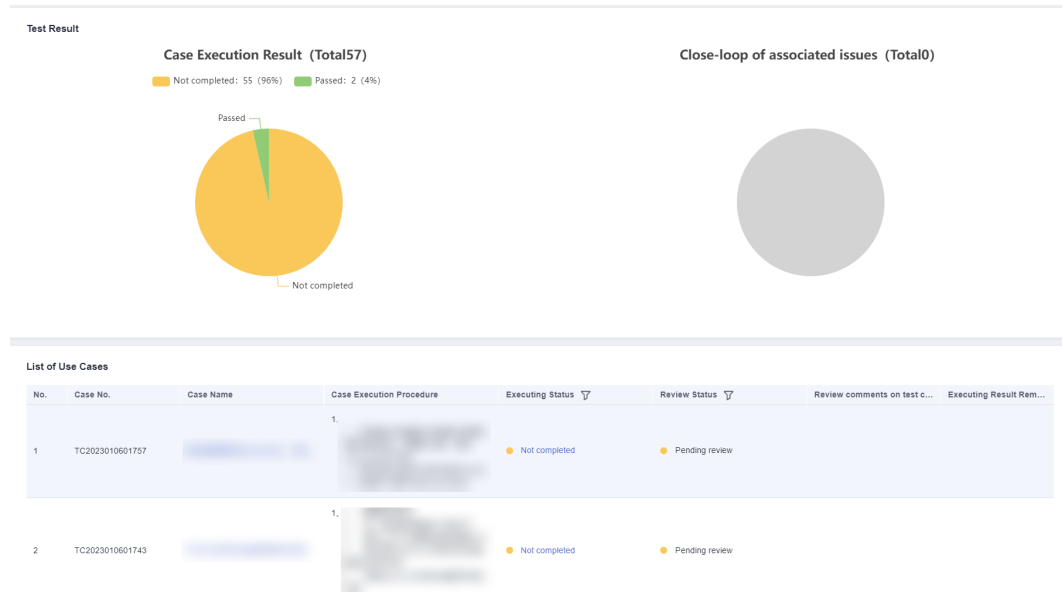 Test Result
Case Execution Result (Total57)
Not completed: 55 (96%) Passed: 2 (4%)
Passed
Not completed
Close-loop of associated issues (Total0)
List of Use Cases
No. Case No. Case Name Case Execution Procedure Executing Status Review Status Review comments on test c... Executing Result Rem...
1.
1 TC2023010601757 Not completed Pending review
1.
2 TC2023010601743 Not completed Pending review